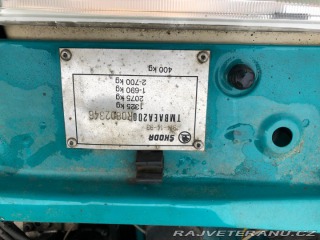 ŠKODA
1325 kg
2075 kg
1-690 kg
2-700 kg
400 kg
RAJVETERANU.CZ